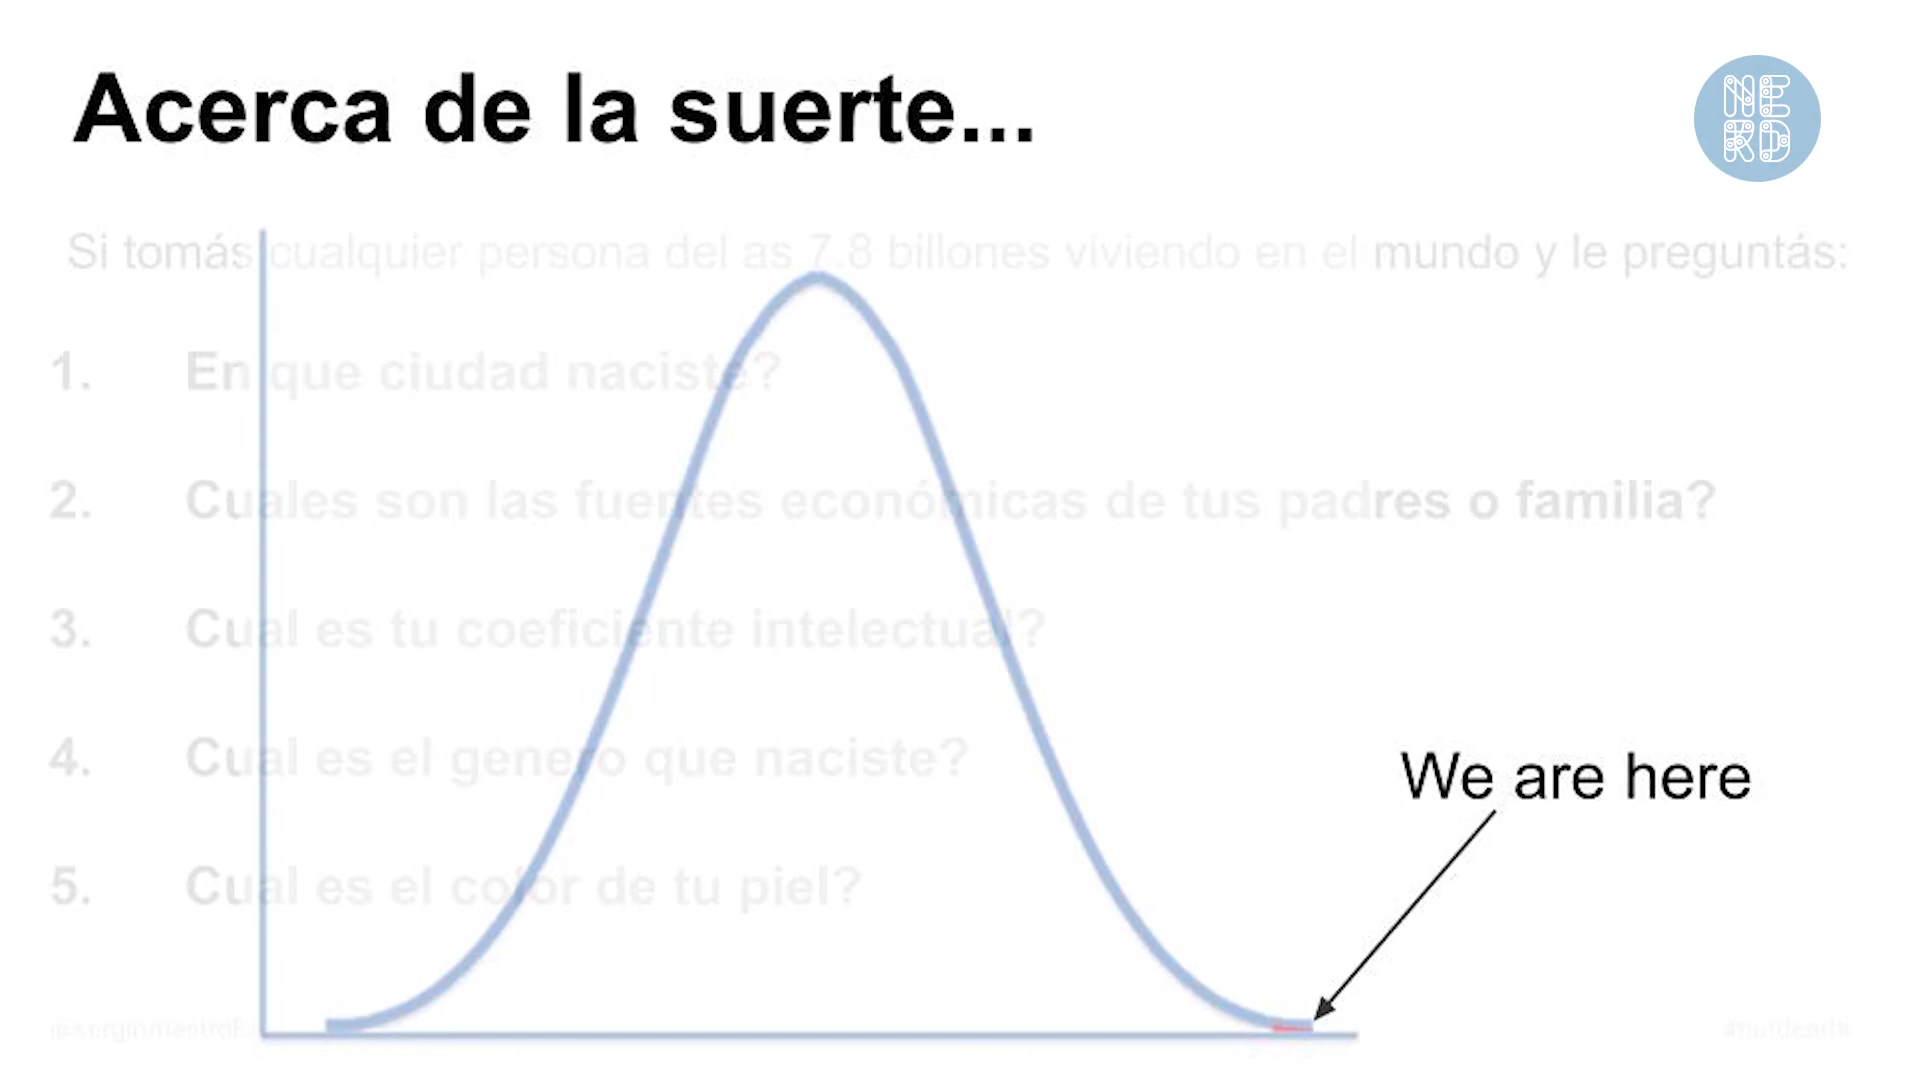 Acerca de la suerte...
NE
RD
Si tomás cualquier persona del as 7.8 billones viviendo en el mundo y le preguntás:
1. En que ciudad naciste?
2. Cuales son las fuentes económicas de tus padres o familia?
3. Cual es tu coeficiente intelectual?
4. Cual es el genero que naciste?
We are here
5. Cual es el color de tu piel?